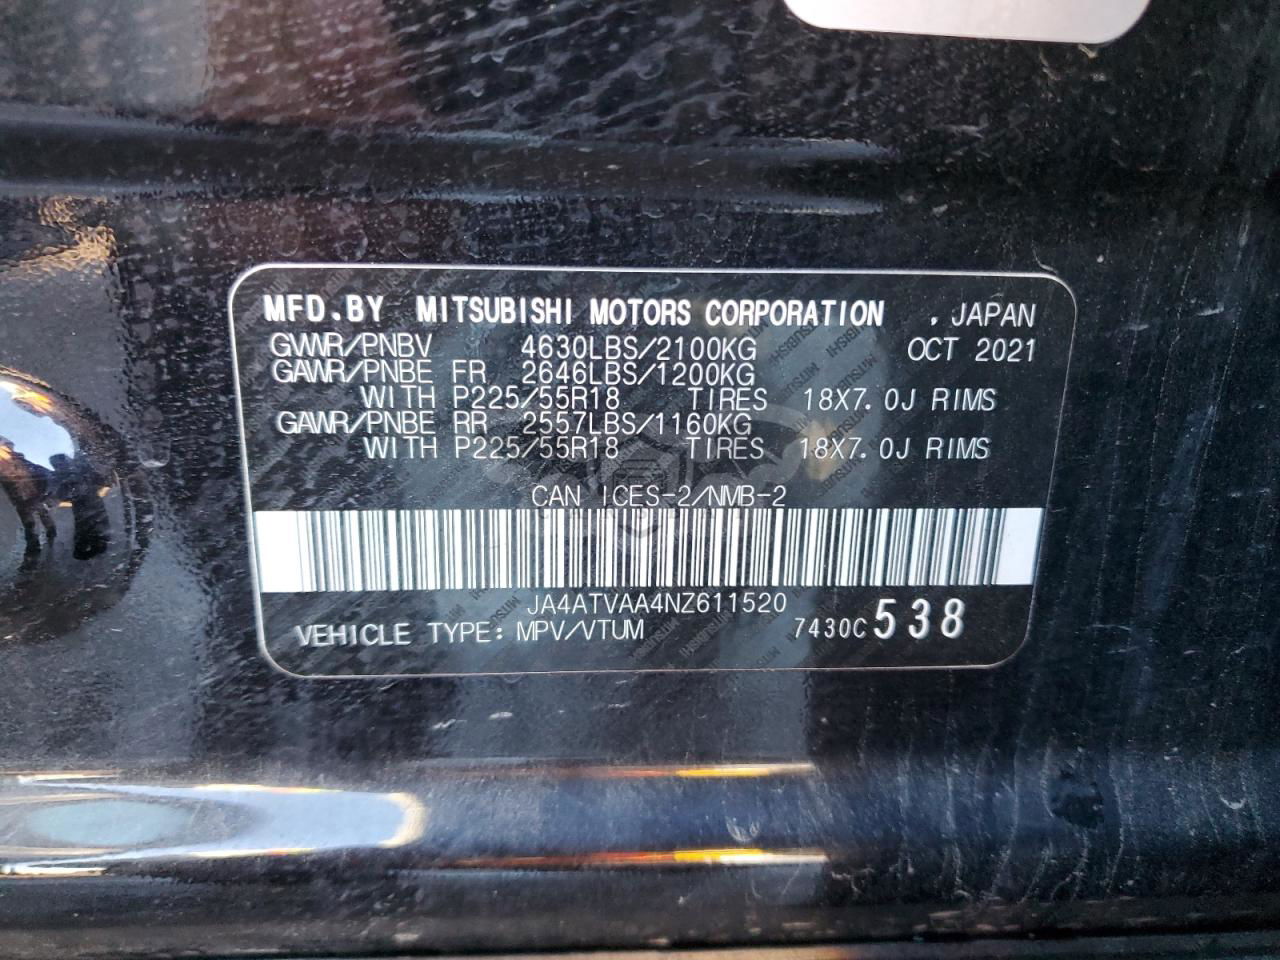 MFD.BY MITSUBISHI MOTORS CORPORATION , JAPAN
GVWR/PNBV 4630LBS/2100KG OCT 2021
GAWR/PNBE FR 2646LBS/1200KG
WITH P225/55R18 TIRES 18X7.0J RIMS
GAWR/PNBE RR 2557LBS/1160KG
WITH P225/55R18 TIRES 18X7.0J RIMS
CAN ICES-2/NMB-2
JA4ATVAA4NZ611520
VEHICLE TYPE: MPV/VTUM 7430C 538